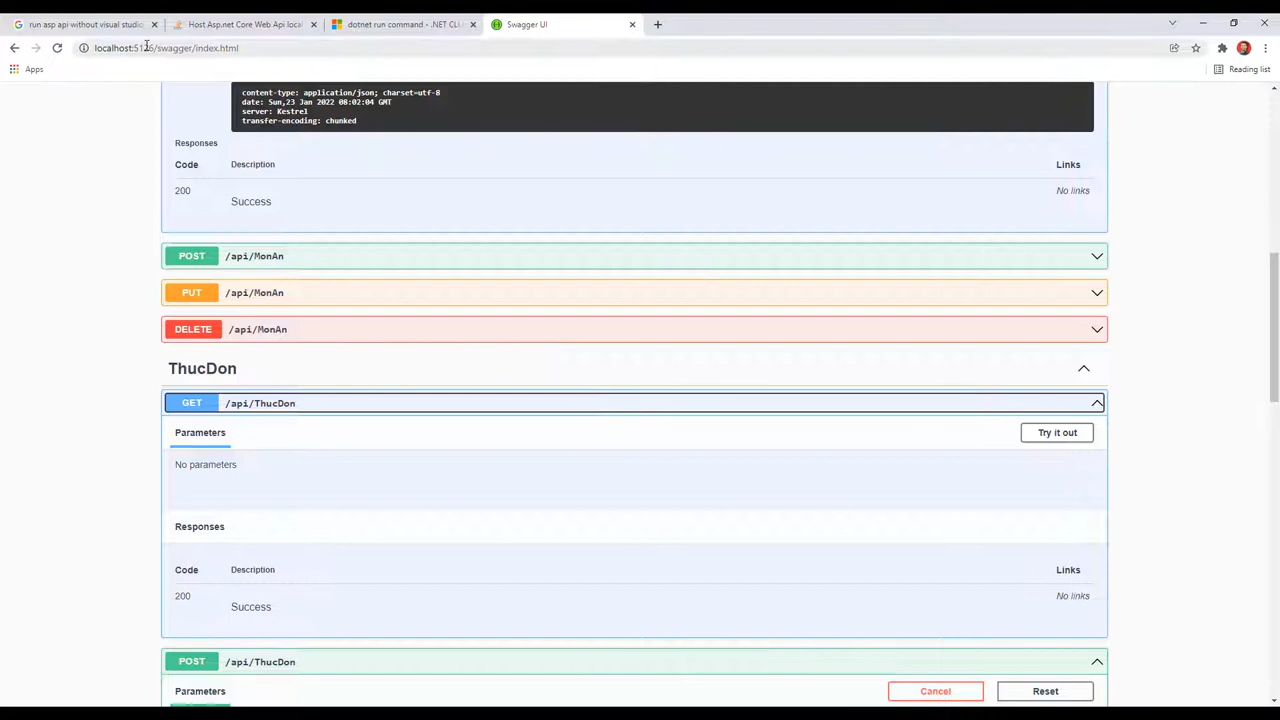 run asp api without visual studio
Host Asp.net Core Web Api local
dotnet run command - .NET CLI
Swagger UI
/swagger/index.html
Apps
Reading list
content-type: application/json; charset=utf-8
date: Sun,23 Jan 2022 08:02:04 GMT
server: Kestrel
transfer-encoding: chunked
Responses
Code Description Links
200 Success No links
POST /api/MonAn
PUT /api/MonAn
DELETE /api/MonAn
ThucDon
GET /api/ThucDon
Parameters Try it out
No parameters
Responses
Code Description Links
200 Success No links
POST /api/ThucDon
Parameters Cancel Reset